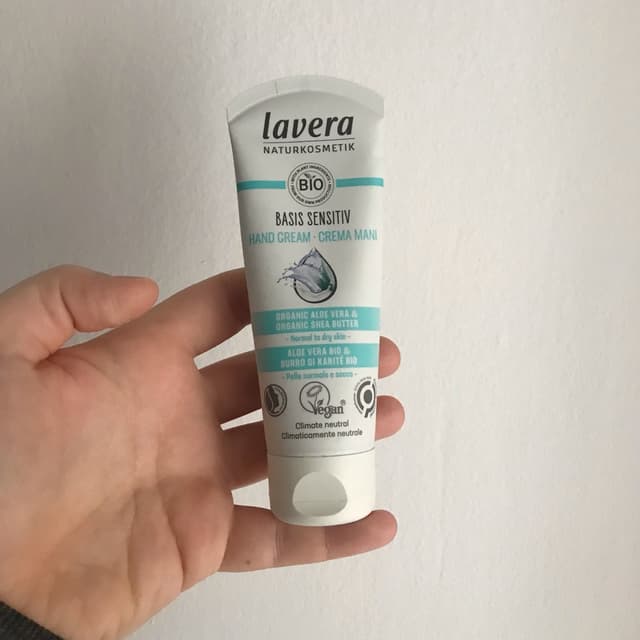 lavera
NATURKOSMETIK
BIO
BASIS SENSITIV
HAND CREAM · CREMA MANI
ORGANIC ALOE VERA &
ORGANIC SHEA BUTTER
- Normal to dry skin -
ALOE VERA BIO &
BURRO DI KARITÉ BIO
- Pelle normale o secca -
Vegan
Climate neutral
Climaticamente neutrale